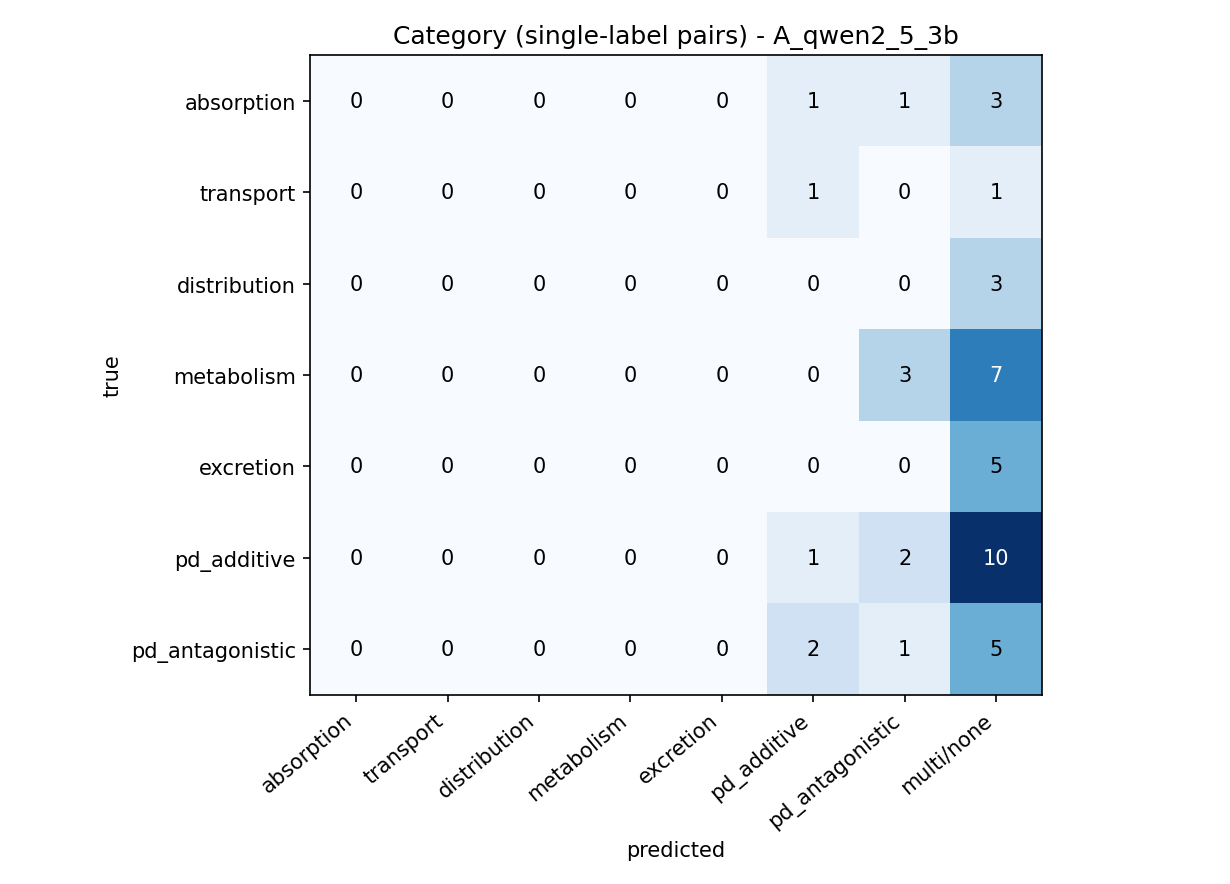 Category (single-label pairs) - A_qwen2_5_3b
absorption 0 0 0 0 0 1 1 3
transport 0 0 0 0 0 1 0 1
distribution 0 0 0 0 0 0 0 3
true
metabolism 0 0 0 0 0 0 3 7
excretion 0 0 0 0 0 0 0 5
pd_additive 0 0 0 0 0 1 2 10
pd_antagonistic 0 0 0 0 0 2 1 5
absorption transport distribution metabolism excretion pd_additive pd_antagonistic multi/none
predicted